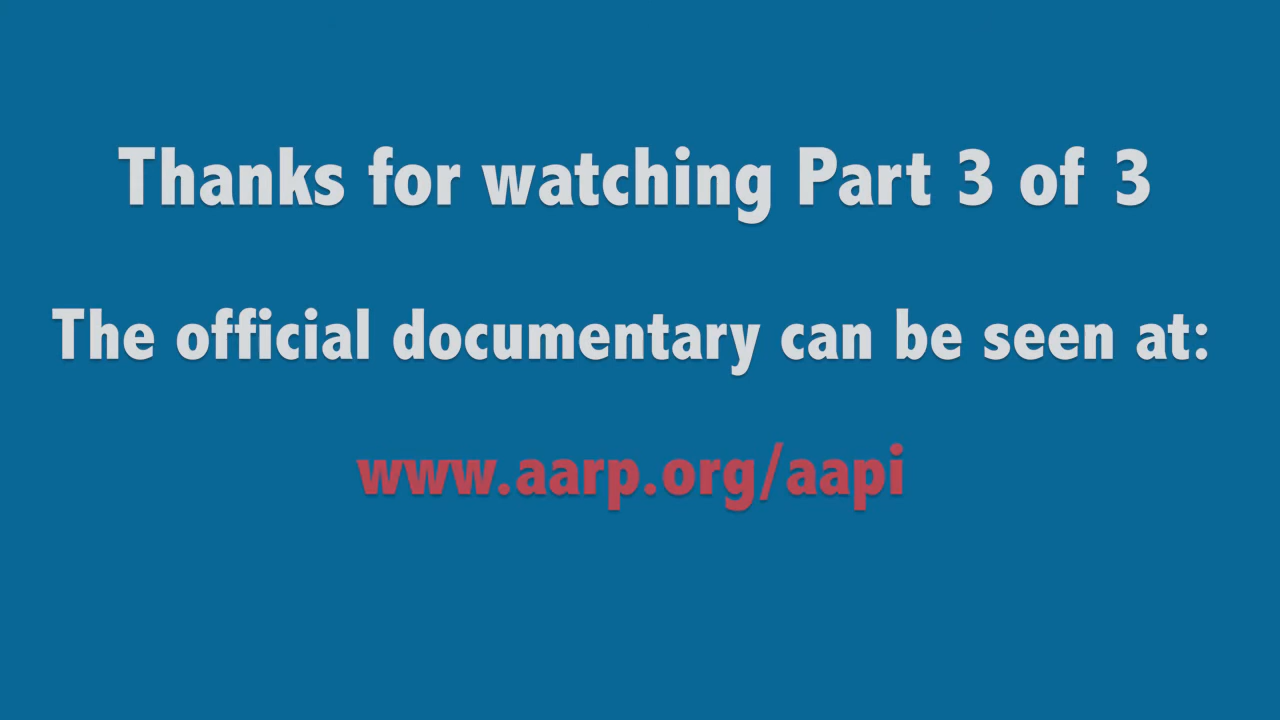 Thanks for watching Part 3 of 3
The official documentary can be seen at:
www.aarp.org/aapi